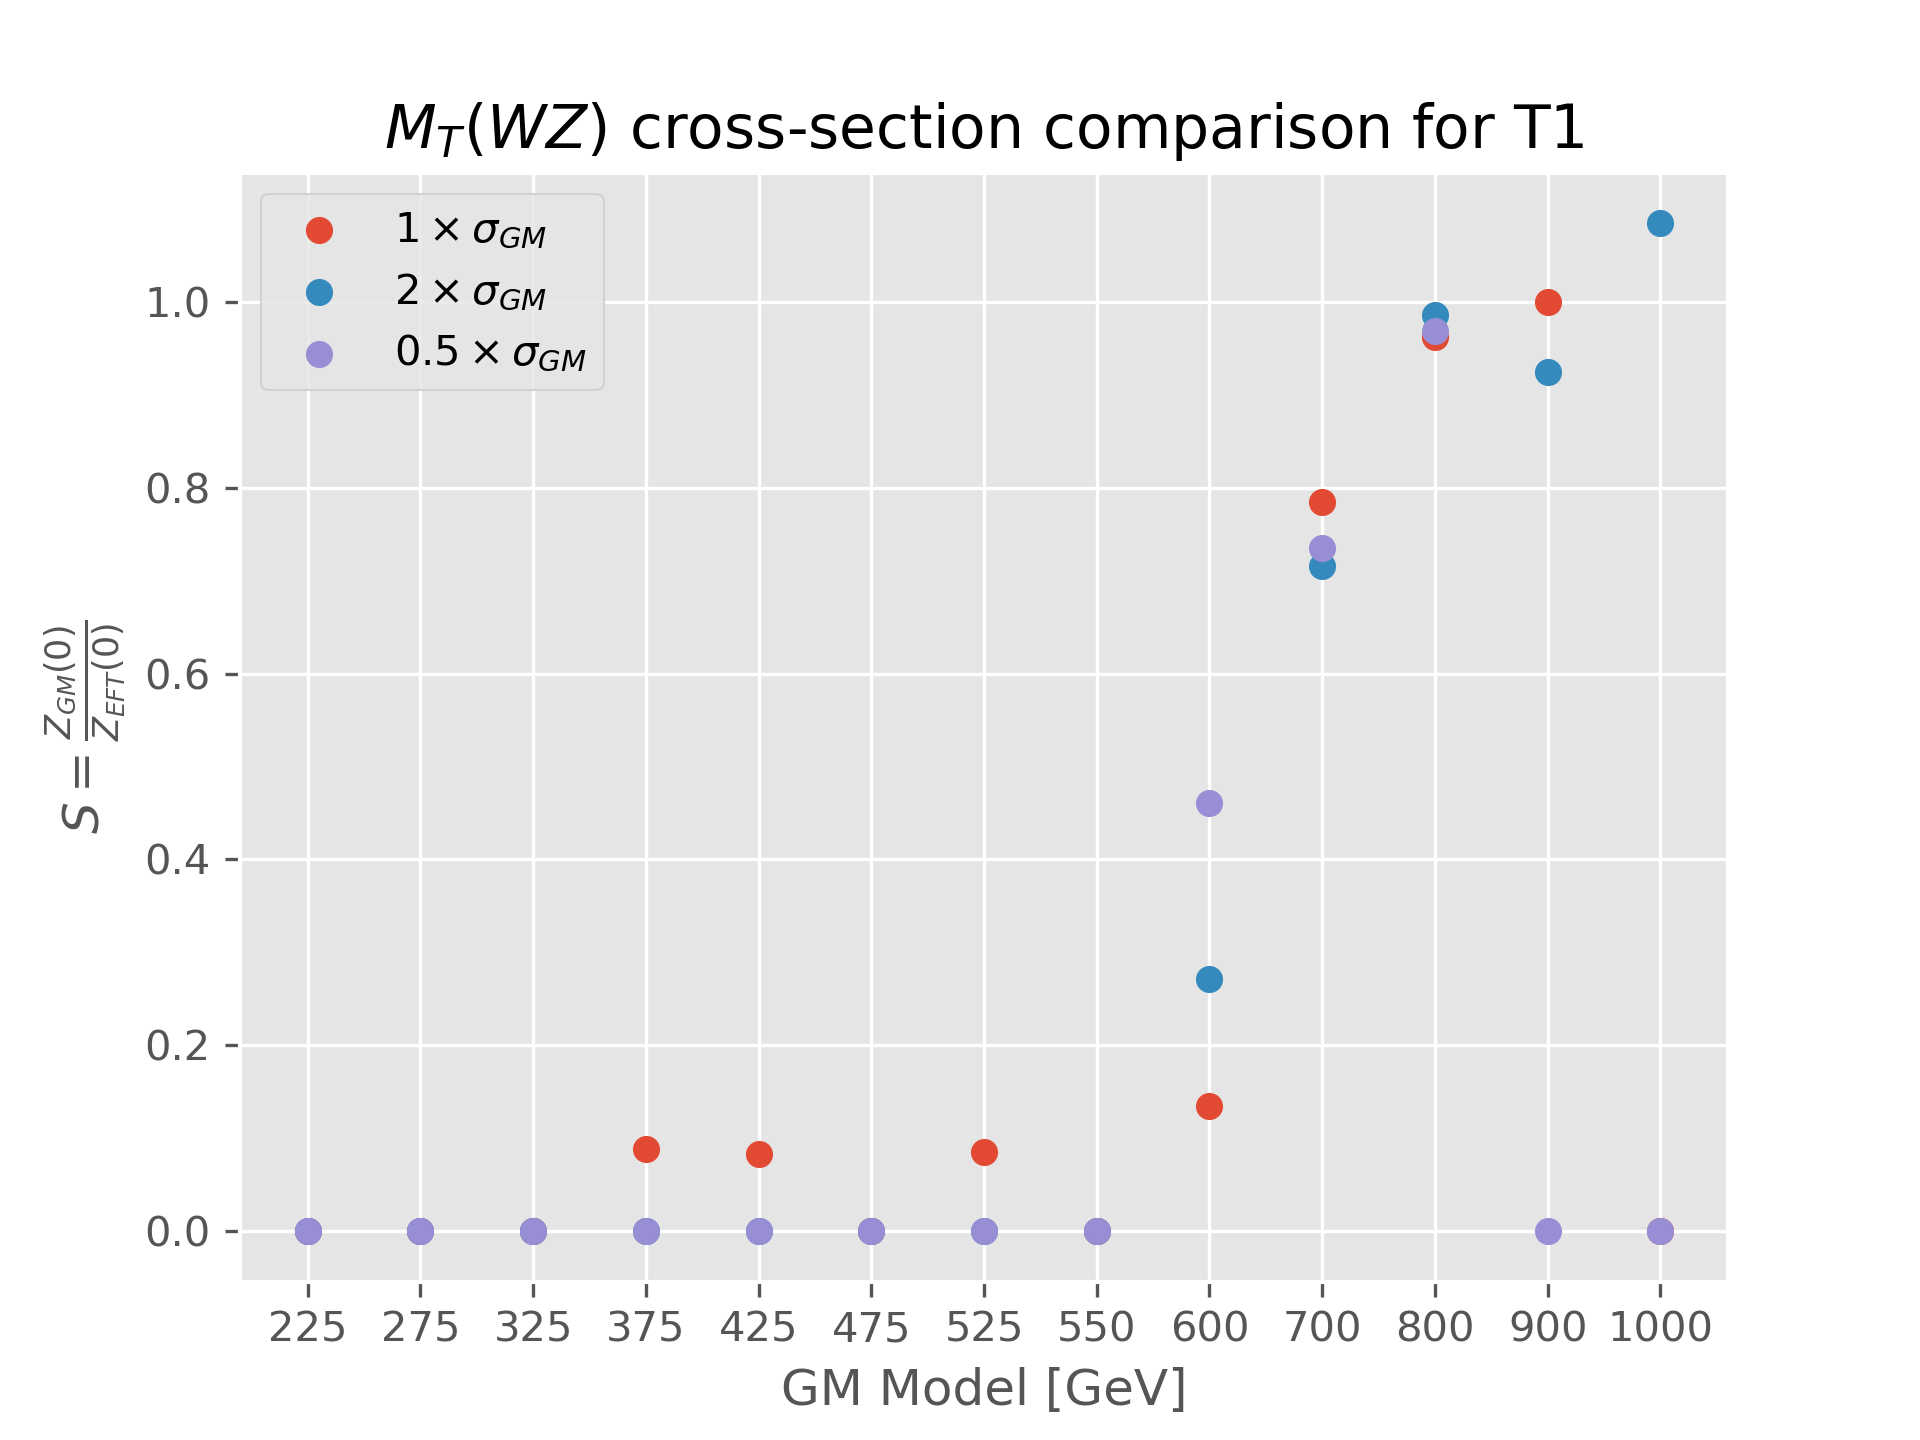 M_T(WZ) cross-section comparison for T1
1 × σ_GM
2 × σ_GM
0.5 × σ_GM
1.0
0.8
0.6
0.4
0.2
0.0
S = Z_GM(0) / Z_EFT(0)
225 275 325 375 425 475 525 550 600 700 800 900 1000
GM Model [GeV]